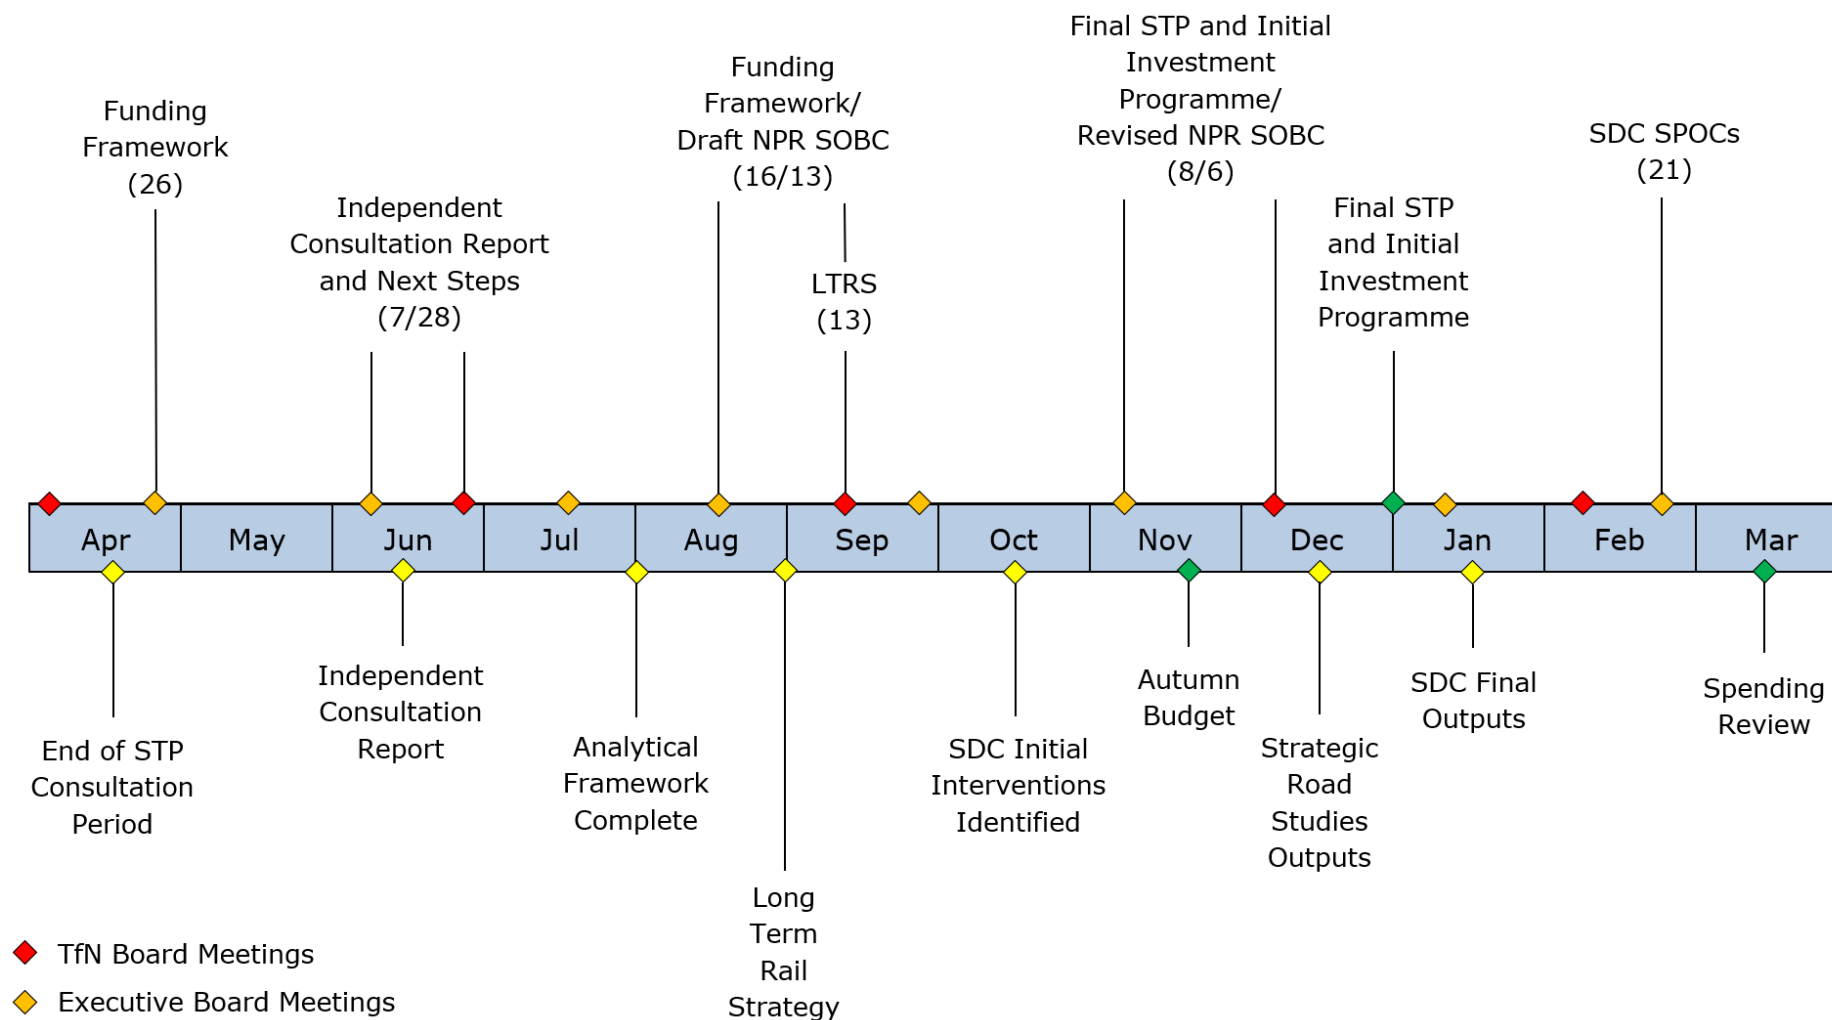 Funding
Framework
(26)
Independent
Consultation Report
and Next Steps
(7/28)
Funding
Framework/
Draft NPR SOBC
(16/13)
LTRS
(13)
Final STP and Initial
Investment
Programme/
Revised NPR SOBC
(8/6)
Final STP
and Initial
Investment
Programme
SDC SPOCs
(21)
Apr
May
Jun
Jul
Aug
Sep
Oct
Nov
Dec
Jan
Feb
Mar
End of STP
Consultation
Period
Independent
Consultation
Report
Analytical
Framework
Complete
Long
Term
Rail
Strategy
SDC Initial
Interventions
Identified
Autumn
Budget
Strategic
Road
Studies
Outputs
SDC Final
Outputs
Spending
Review
TfN Board Meetings
Executive Board Meetings